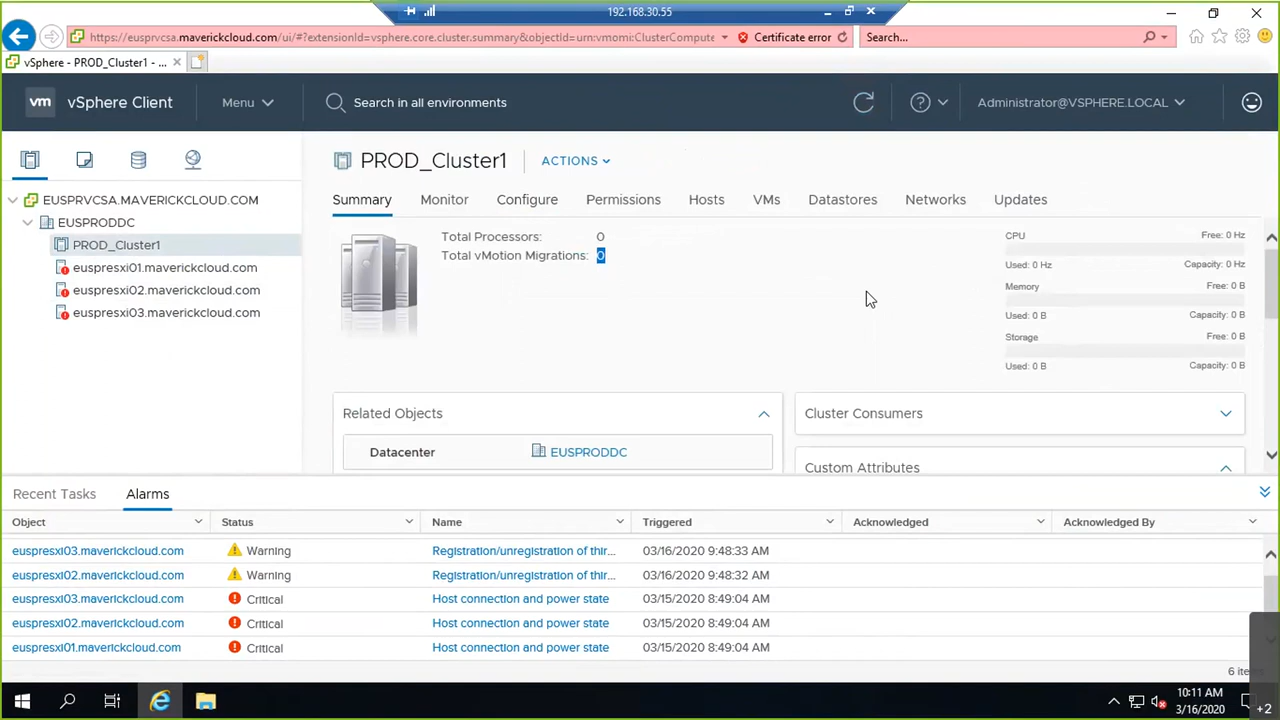 192.168.30.55
https://eusprvcsa.maverickcloud.com/ui/#?extensionId=vsphere.core.cluster.summary&objectId=urn:vmomi:ClusterCompute
Certificate error
Search...
vSphere - PROD_Cluster1 - ...
vm
vSphere Client
Menu
Search in all environments
Administrator@VSPHERE.LOCAL
PROD_Cluster1
ACTIONS
EUSPRVCSA.MAVERICKCLOUD.COM
EUSPRODDC
PROD_Cluster1
euspresxi01.maverickcloud.com
euspresxi02.maverickcloud.com
euspresxi03.maverickcloud.com
Summary Monitor Configure Permissions Hosts VMs Datastores Networks Updates
Total Processors: 0
Total vMotion Migrations: 0
CPU Free: 0 Hz
Used: 0 Hz Capacity: 0 Hz
Memory Free: 0 B
Used: 0 B Capacity: 0 B
Storage Free: 0 B
Used: 0 B Capacity: 0 B
Related Objects
Datacenter EUSPRODDC
Cluster Consumers
Custom Attributes
Recent Tasks Alarms
Object Status Name Triggered Acknowledged Acknowledged By
euspresxi03.maverickcloud.com Warning Registration/unregistration of thir... 03/16/2020 9:48:33 AM
euspresxi02.maverickcloud.com Warning Registration/unregistration of thir... 03/16/2020 9:48:32 AM
euspresxi03.maverickcloud.com Critical Host connection and power state 03/15/2020 8:49:04 AM
euspresxi02.maverickcloud.com Critical Host connection and power state 03/15/2020 8:49:04 AM
euspresxi01.maverickcloud.com Critical Host connection and power state 03/15/2020 8:49:04 AM
6
10:11 AM
3/16/2020
+2